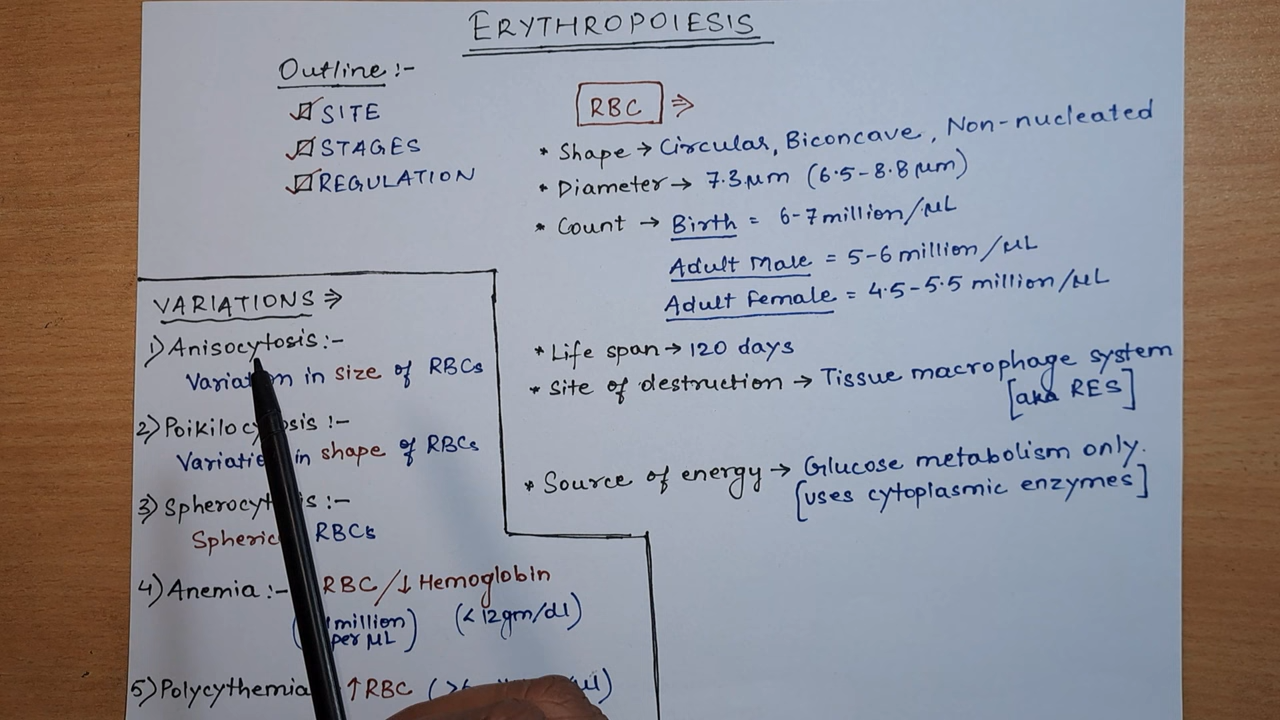 ERYTHROPOIESIS
Outline :-
SITE
STAGES
REGULATION
RBC ⇒
* Shape → Circular, Biconcave, Non-nucleated
* Diameter → 7.3 µm (6.5-8.8 µm)
* Count → Birth = 6-7 million/µL
Adult Male = 5-6 million/µL
Adult Female = 4.5-5.5 million/µL
* Life span → 120 days
* Site of destruction → Tissue macrophage system
[aka RES]
* Source of energy → Glucose metabolism only.
[uses cytoplasmic enzymes]
VARIATIONS ⇒
1) Anisocytosis :-
Variation in size of RBCs
2) Poikilocytosis :-
Variation in shape of RBCs
3) Spherocytosis :-
RBCs
4) Anemia :- RBC/↓ Hemoglobin
million (<12gm/dl)
per µL)
5) Polycythemia ↑RBC